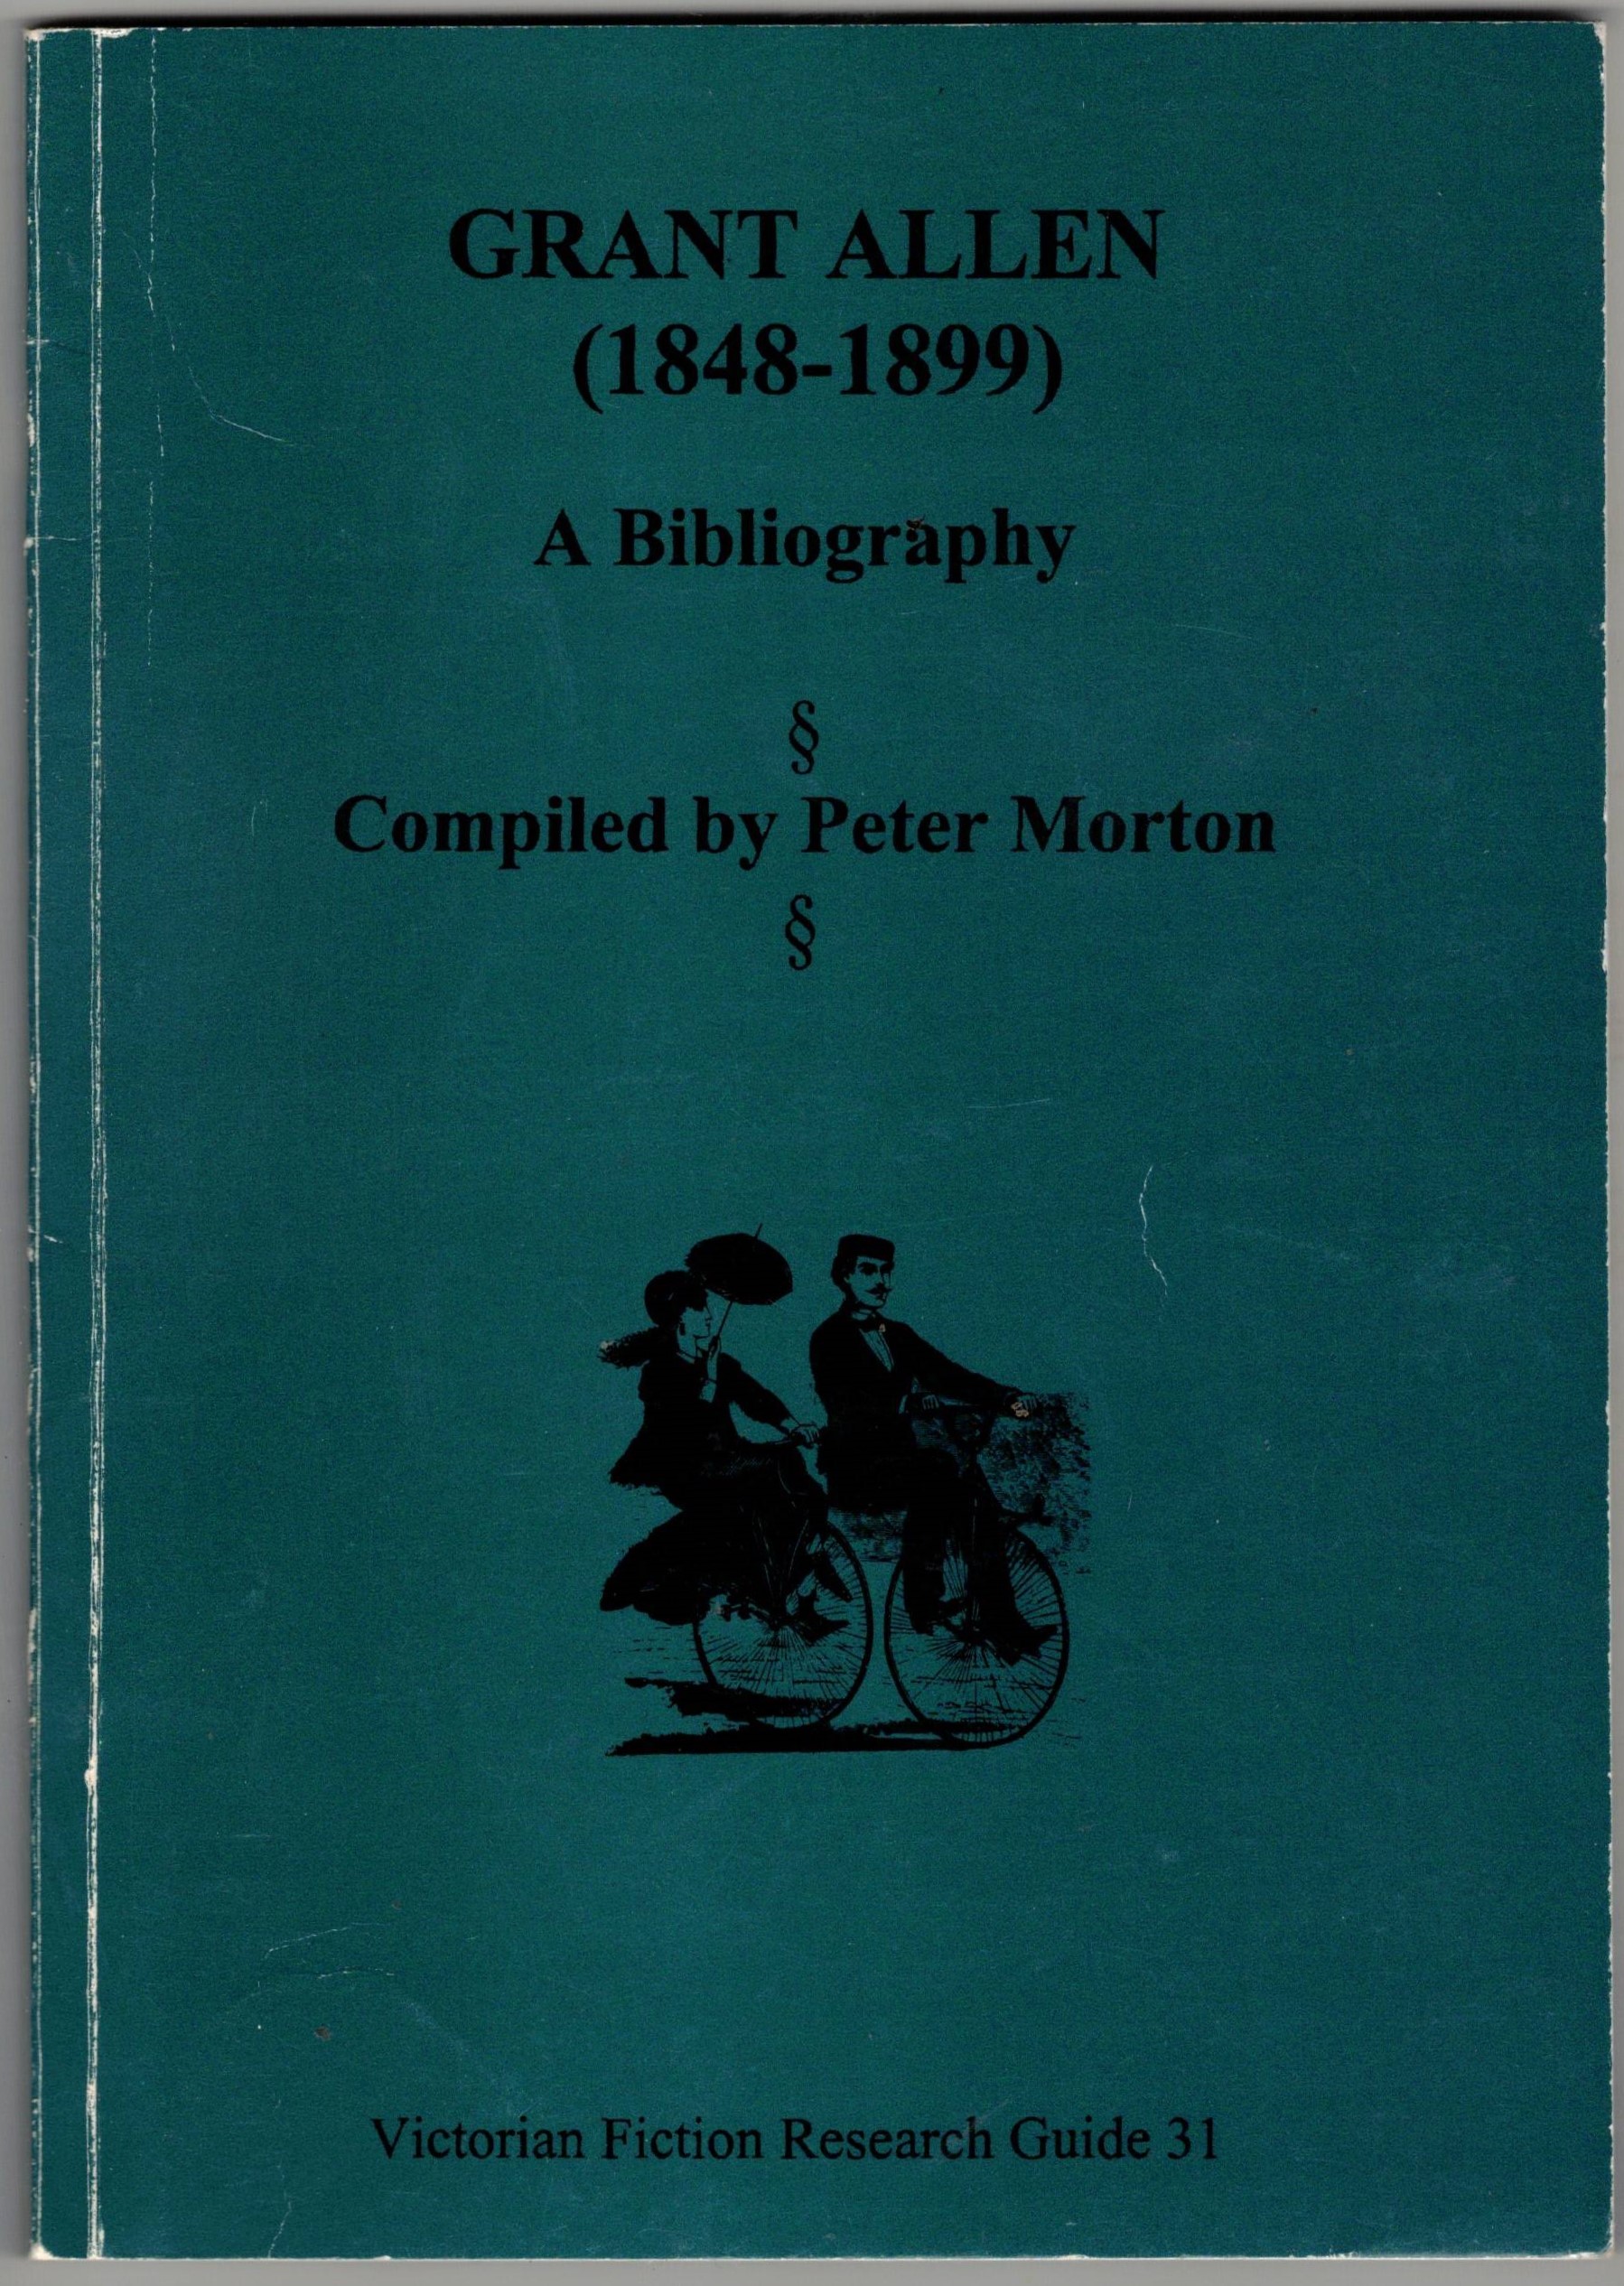 GRANT ALLEN
(1848-1899)
A Bibliography
§
Compiled by Peter Morton
§
Victorian Fiction Research Guide 31